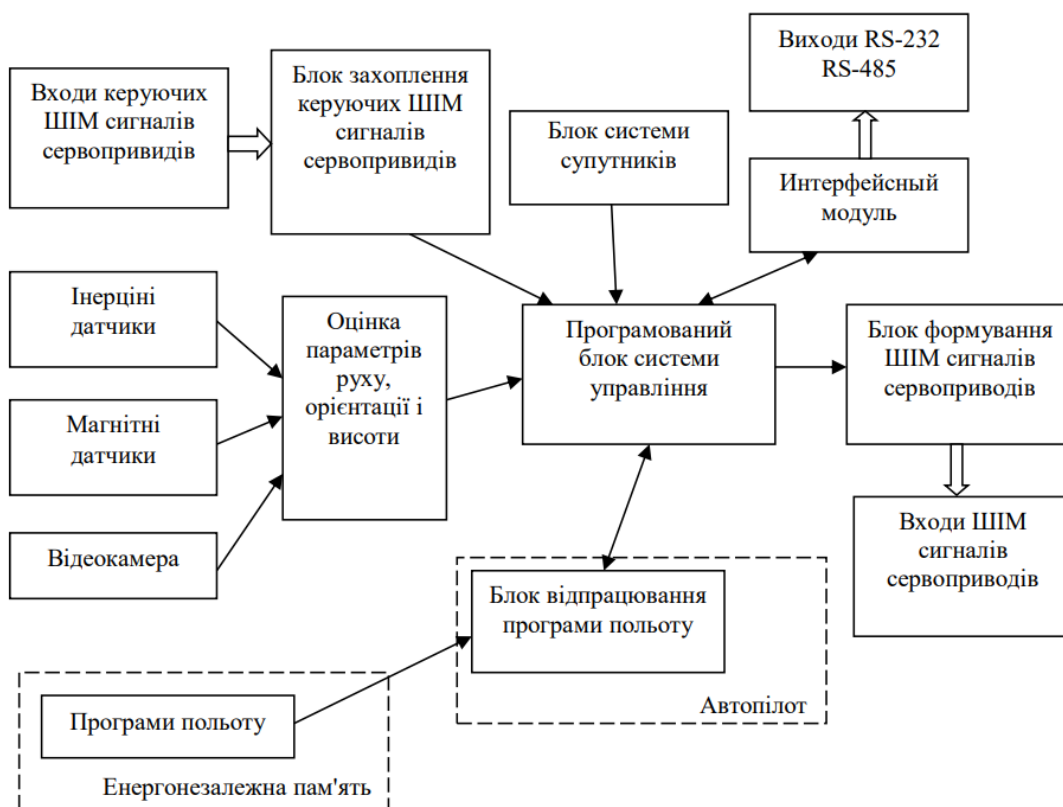 Входи керуючих
ШІМ сигналів
сервопривидів
Блок захоплення
керуючих ШІМ
сигналів
сервопривидів
Блок системи
супутників
Виходи RS-232
RS-485
Интерфейсный
модуль
Інерціні
датчики
Магнітні
датчики
Відеокамера
Оцінка
параметрів
руху,
орієнтації і
висоти
Програмований
блок системи
управління
Блок формування
ШІМ сигналів
сервоприводів
Входи ШІМ
сигналів
сервоприводів
Блок відпрацювання
програми польоту
Автопілот
Програми польоту
Енергонезалежна пам'ять